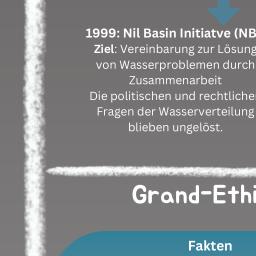 1999: Nil Basin Initiatve (NB
Ziel: Vereinbarung zur Lösung
von Wasserproblemen durch
Zusammenarbeit
Die politischen und rechtlichen
Fragen der Wasserverteilung
blieben ungelöst.
Grand-Ethi
Fakten